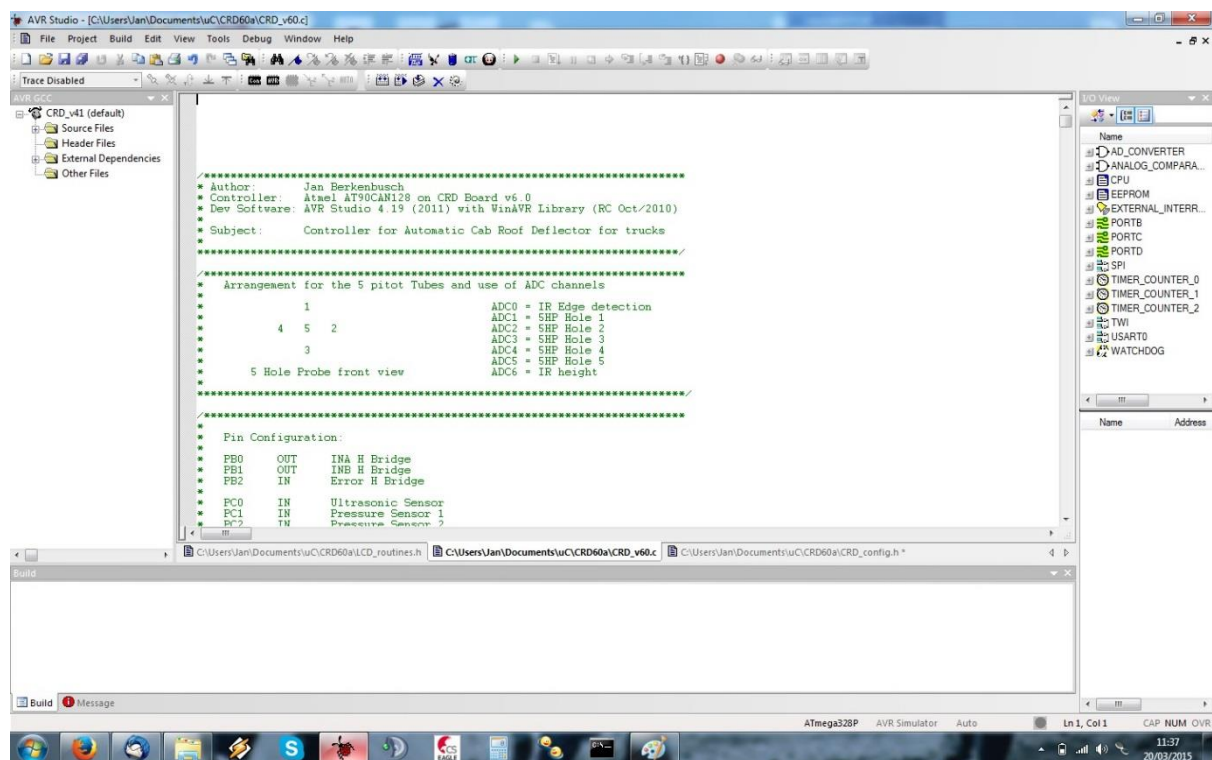 AVR Studio - [C:\Users\Jan\Documents\uC\CRD60a\CRD_v60.c]
File Project Build Edit View Tools Debug Window Help
Trace Disabled
AVR GCC
CRD_v41 (default)
Source Files
Header Files
External Dependencies
Other Files
/**********************************************************************
* Author: Jan Berkenbusch
* Controller: Atmel AT90CAN128 on CRD Board v6.0
* Dev Software: AVR Studio 4.19 (2011) with WinAVR Library (RC Oct/2010)
*
* Subject: Controller for Automatic Cab Roof Deflector for trucks
*
**********************************************************************/
/**********************************************************************
* Arrangement for the 5 pitot Tubes and use of ADC channels
*
* 1 ADC0 = IR Edge detection
* ADC1 = 5HP Hole 1
* 4 5 2 ADC2 = 5HP Hole 2
* ADC3 = 5HP Hole 3
* 3 ADC4 = 5HP Hole 4
* ADC5 = 5HP Hole 5
* 5 Hole Probe front view ADC6 = IR height
*
***********************************************************************/
/**********************************************************************
*
* Pin Configuration:
*
* PB0 OUT INA H Bridge
* PB1 OUT INB H Bridge
* PB2 IN Error H Bridge
*
* PC0 IN Ultrasonic Sensor
* PC1 IN Pressure Sensor 1
* PC2 IN Pressure Sensor 2
C:\Users\Jan\Documents\uC\CRD60a\LCD_routines.h
C:\Users\Jan\Documents\uC\CRD60a\CRD_v60.c
C:\Users\Jan\Documents\uC\CRD60a\CRD_config.h *
I/O View
Name
AD_CONVERTER
ANALOG_COMPARA...
CPU
EEPROM
EXTERNAL_INTERR...
PORTB
PORTC
PORTD
SPI
TIMER_COUNTER_0
TIMER_COUNTER_1
TIMER_COUNTER_2
TWI
USART0
WATCHDOG
Name Address
Build
Build Message
ATmega328P AVR Simulator Auto Ln 1, Col 1 CAP NUM OVR
S
CS
EAGLE
11:37
20/03/2015